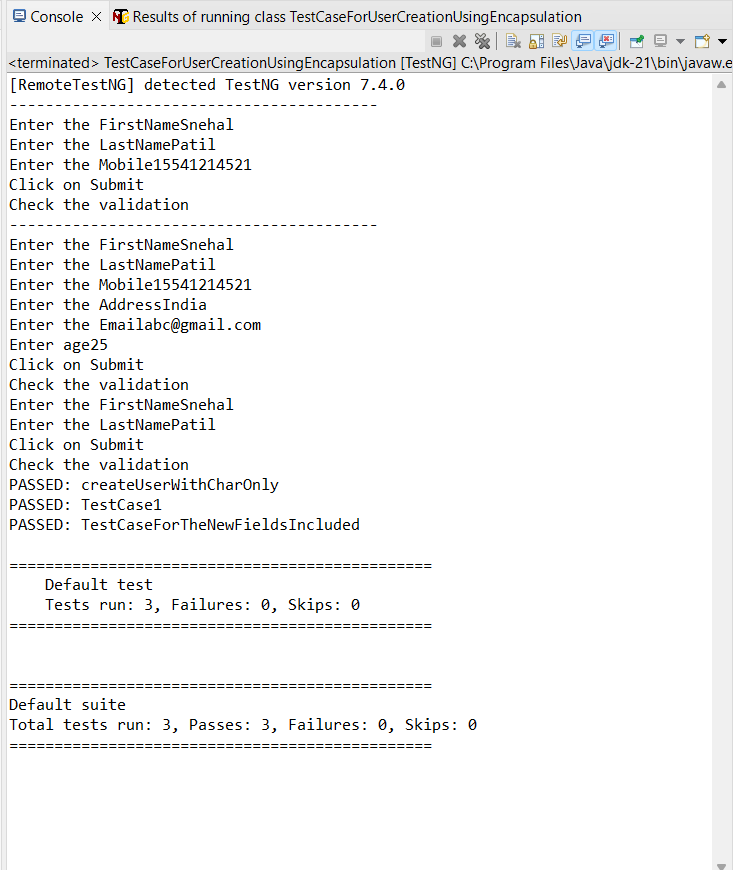 Console Results of running class TestCaseForUserCreationUsingEncapsulation
<terminated> TestCaseForUserCreationUsingEncapsulation [TestNG] C:\Program Files\Java\jdk-21\bin\javaw.e
[RemoteTestNG] detected TestNG version 7.4.0
-----------------------------------------
Enter the FirstNameSnehal
Enter the LastNamePatil
Enter the Mobile15541214521
Click on Submit
Check the validation
-----------------------------------------
Enter the FirstNameSnehal
Enter the LastNamePatil
Enter the Mobile15541214521
Enter the AddressIndia
Enter the Emailabc@gmail.com
Enter age25
Click on Submit
Check the validation
Enter the FirstNameSnehal
Enter the LastNamePatil
Click on Submit
Check the validation
PASSED: createUserWithCharOnly
PASSED: TestCase1
PASSED: TestCaseForTheNewFieldsIncluded
===============================================
Default test
Tests run: 3, Failures: 0, Skips: 0
===============================================
===============================================
Default suite
Total tests run: 3, Passes: 3, Failures: 0, Skips: 0
===============================================